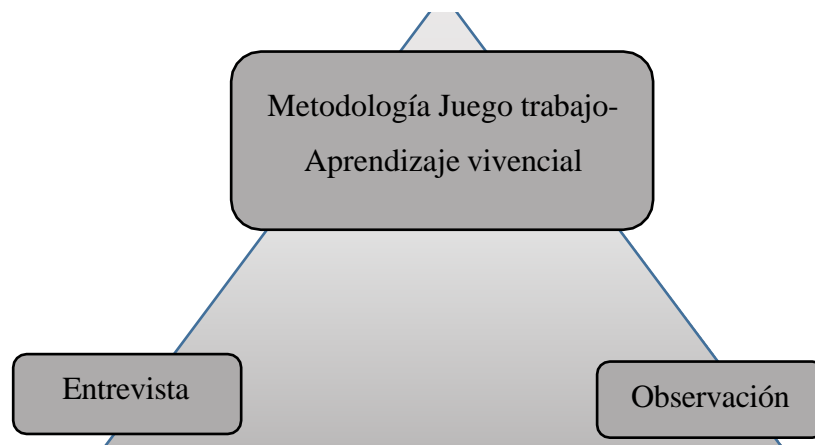 Metodología Juego trabajo-
Aprendizaje vivencial
Entrevista
Observación